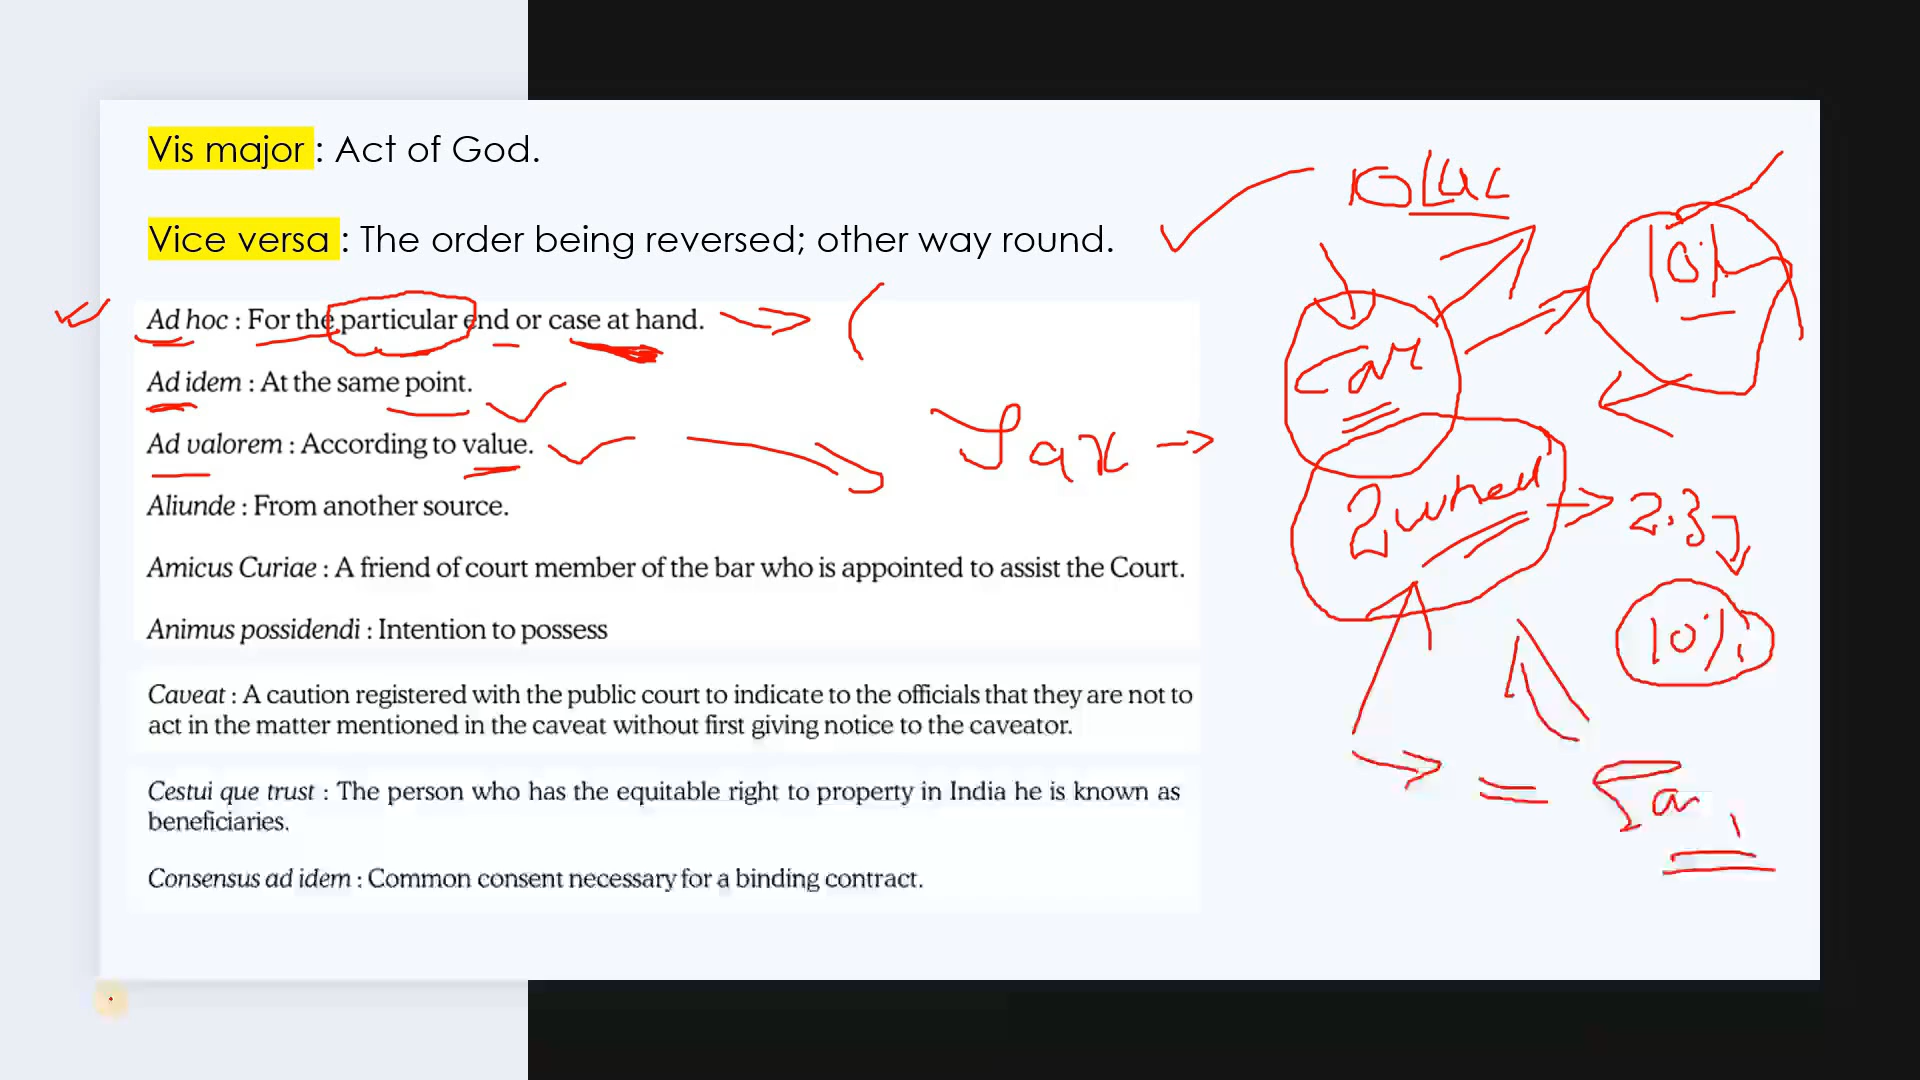 Vis major : Act of God.
Vice versa : The order being reversed; other way round.
Ad hoc : For the particular end or case at hand.
Ad idem : At the same point.
Ad valorem : According to value.
Aliunde : From another source.
Amicus Curiae : A friend of court member of the bar who is appointed to assist the Court.
Animus possidendi : Intention to possess
Caveat : A caution registered with the public court to indicate to the officials that they are not to
act in the matter mentioned in the caveat without first giving notice to the caveator.
Cestui que trust : The person who has the equitable right to property in India he is known as
beneficiaries.
Consensus ad idem : Common consent necessary for a binding contract.
Tax
Car
10%
2 wheel
10%